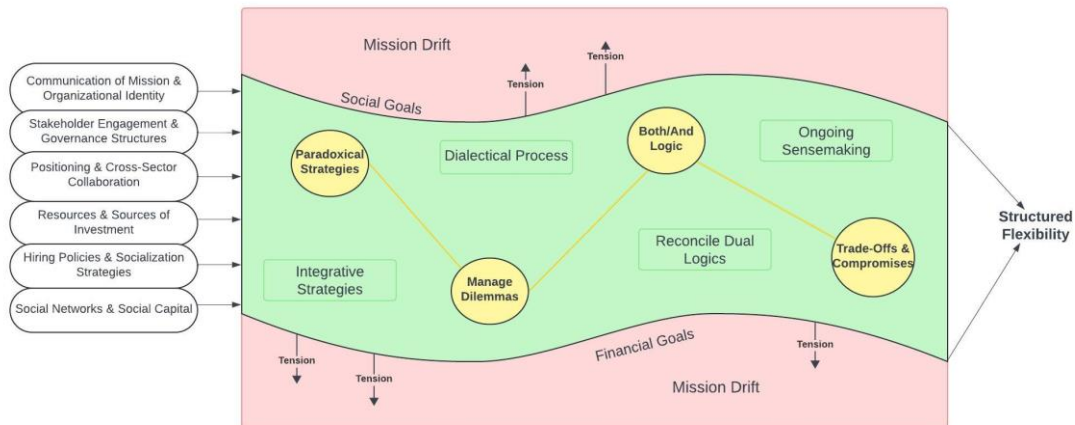 Communication of Mission &
Organizational Identity
Stakeholder Engagement &
Governance Structures
Positioning & Cross-Sector
Collaboration
Resources & Sources of
Investment
Hiring Policies & Socialization
Strategies
Social Networks & Social Capital
Mission Drift
Tension
Tension
Social Goals
Paradoxical
Strategies
Dialectical Process
Both/And
Logic
Ongoing
Sensemaking
Integrative
Strategies
Manage
Dilemmas
Reconcile Dual
Logics
Trade-Offs &
Compromises
Tension
Tension
Financial Goals
Tension
Mission Drift
Structured
Flexibility